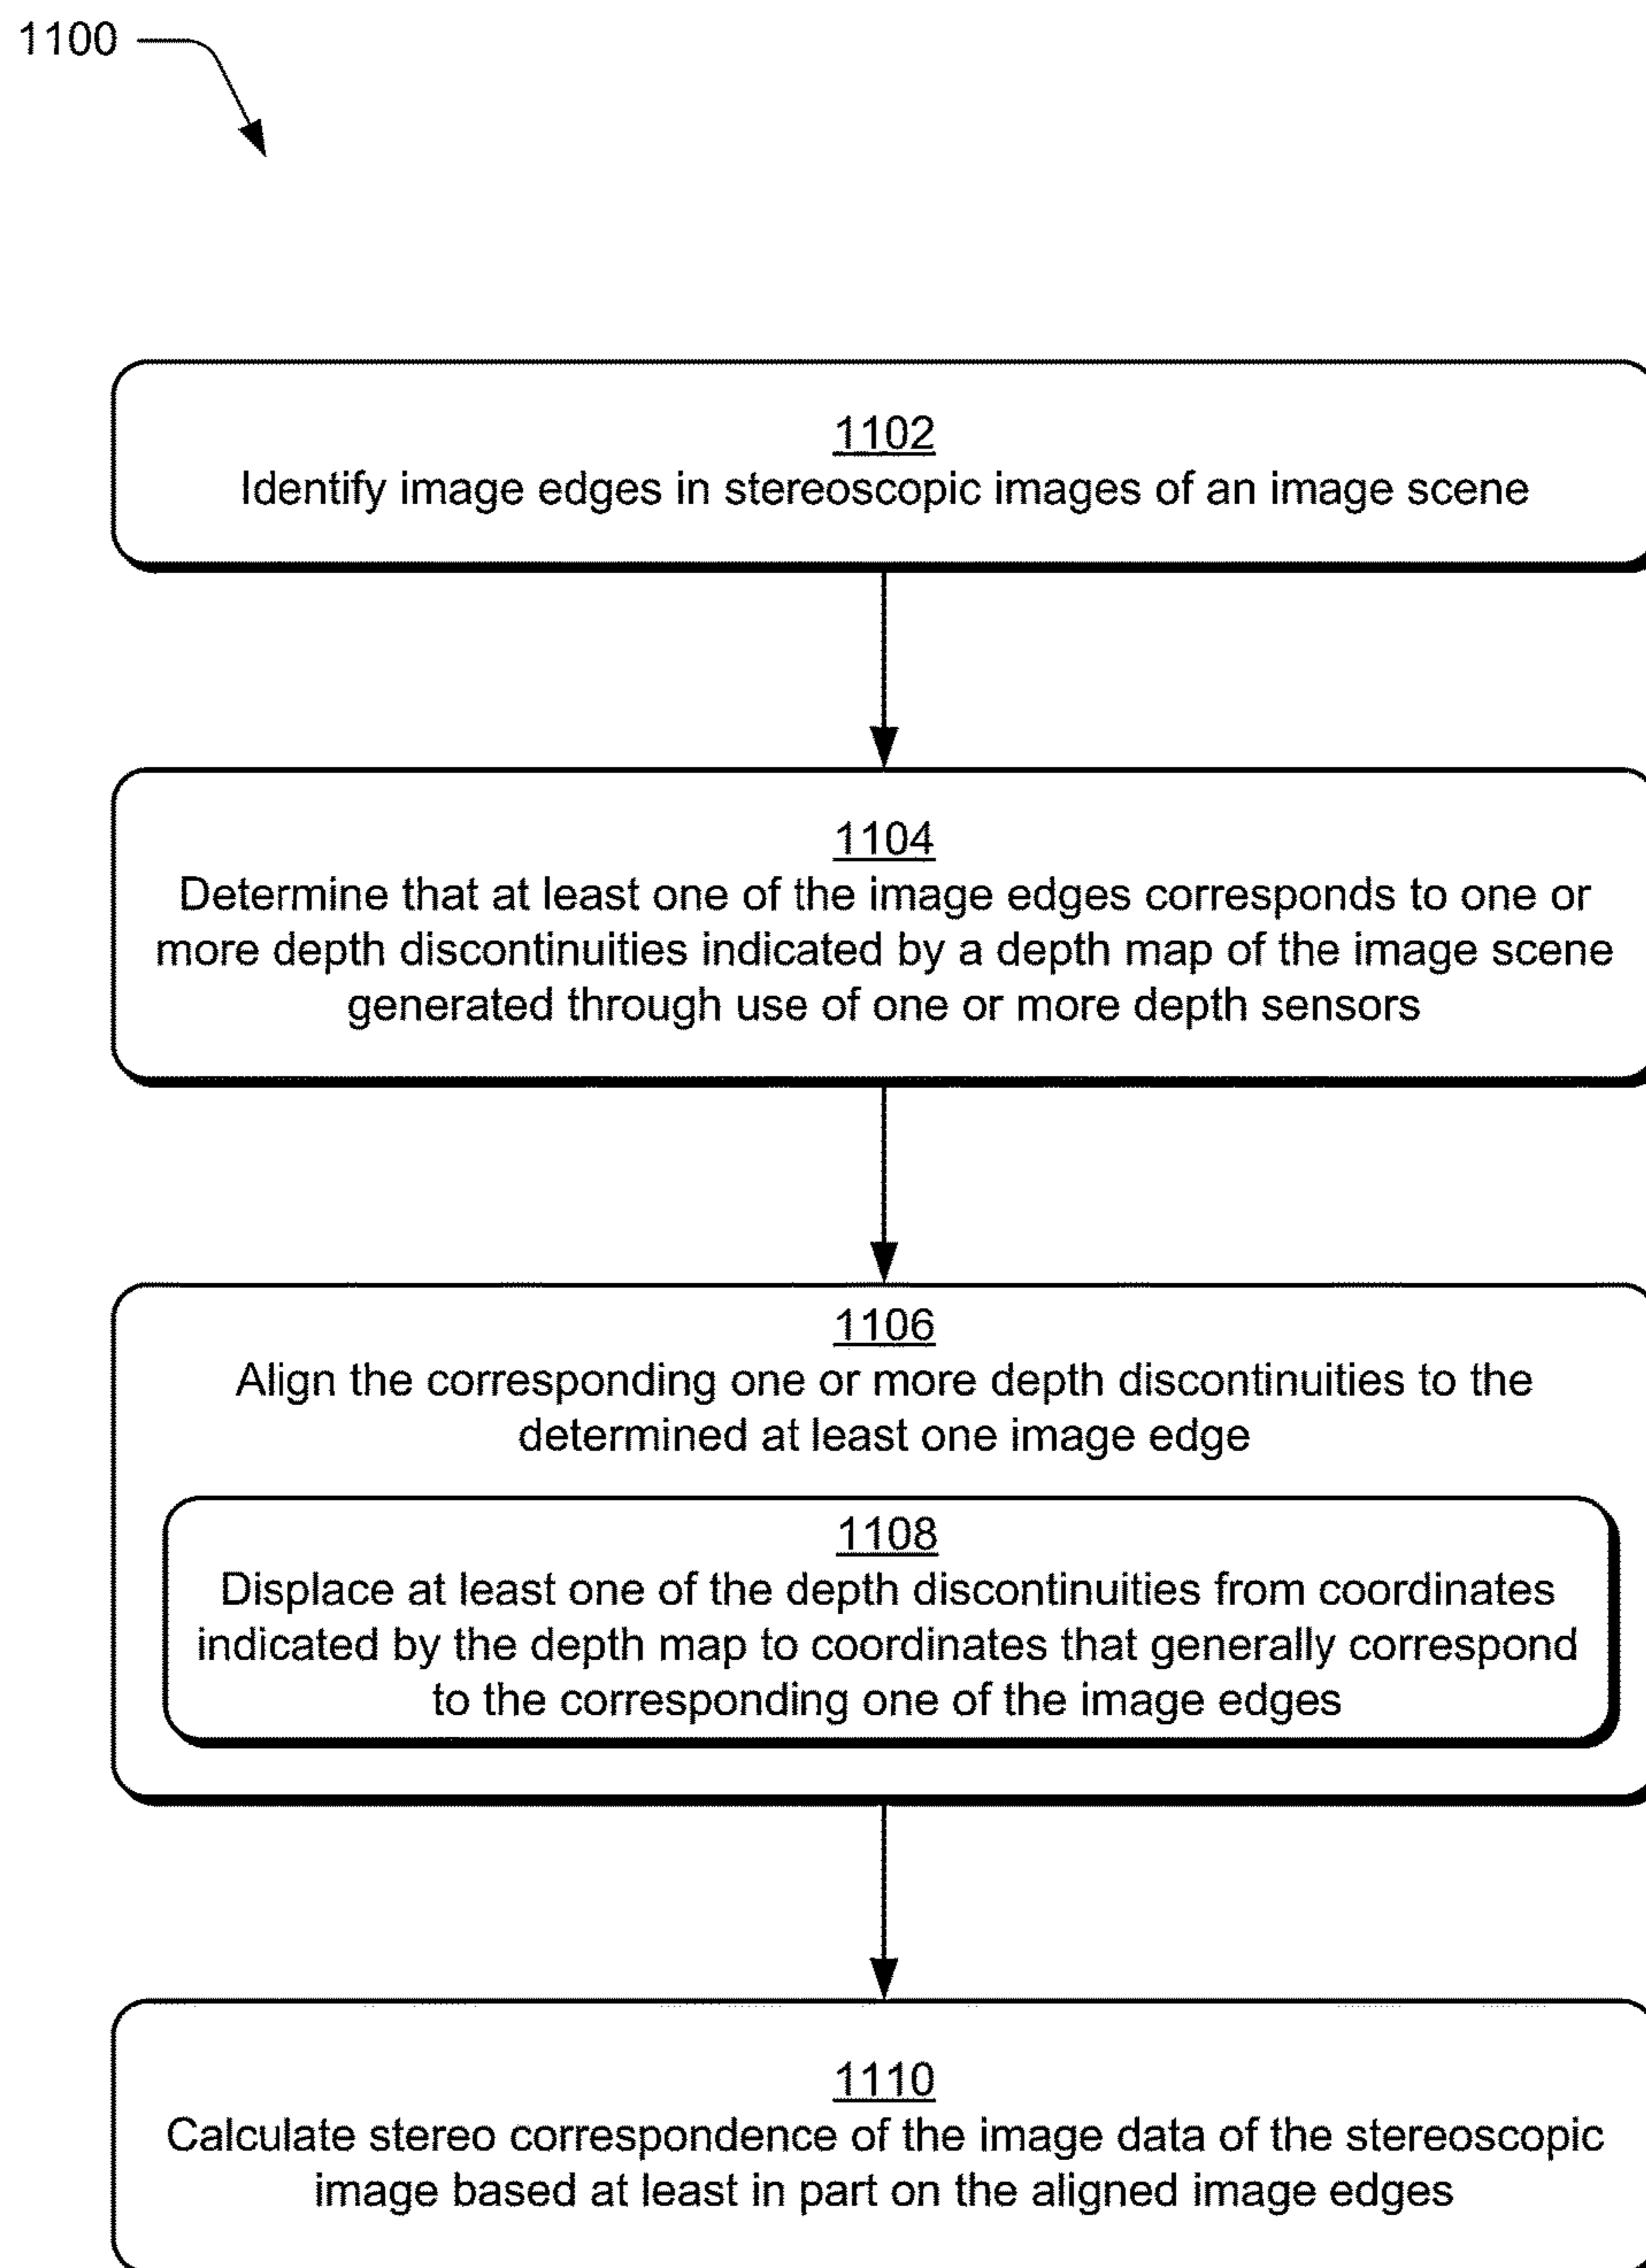 1100
1102
Identify image edges in stereoscopic images of an image scene
1104
Determine that at least one of the image edges corresponds to one or
more depth discontinuities indicated by a depth map of the image scene
generated through use of one or more depth sensors
1106
Align the corresponding one or more depth discontinuities to the
determined at least one image edge
1108
Displace at least one of the depth discontinuities from coordinates
indicated by the depth map to coordinates that generally correspond
to the corresponding one of the image edges
1110
Calculate stereo correspondence of the image data of the stereoscopic
image based at least in part on the aligned image edges